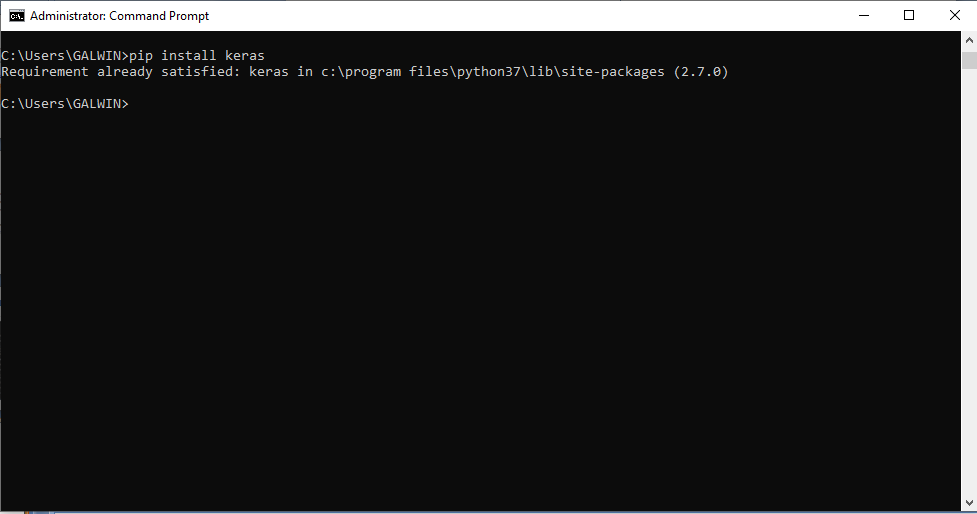 Administrator: Command Prompt
C:\Users\GALWIN>pip install keras
Requirement already satisfied: keras in c:\program files\python37\lib\site-packages (2.7.0)
C:\Users\GALWIN>